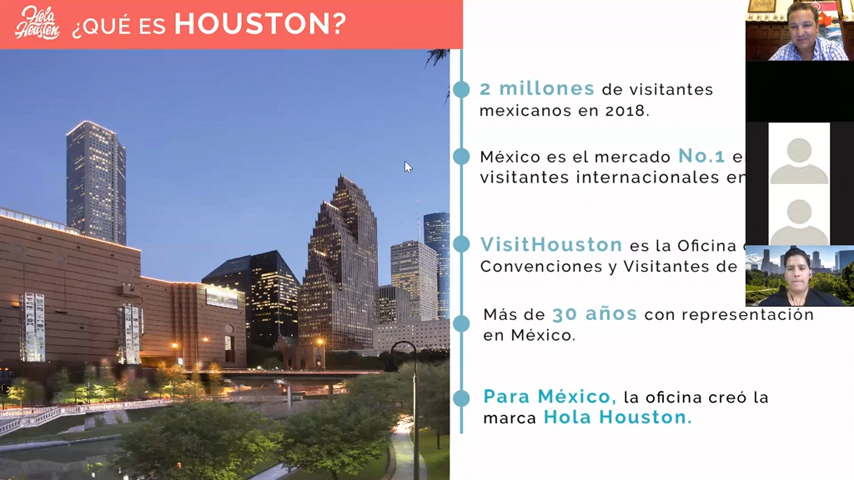 Hola
Houston
¿QUÉ ES HOUSTON?
2 millones de visitantes
mexicanos en 2018.
México es el mercado No.1
visitantes internacionales en
VisitHouston es la Oficina
Convenciones y Visitantes de
Más de 30 años con representación
en México.
Para México, la oficina creó la
marca Hola Houston.